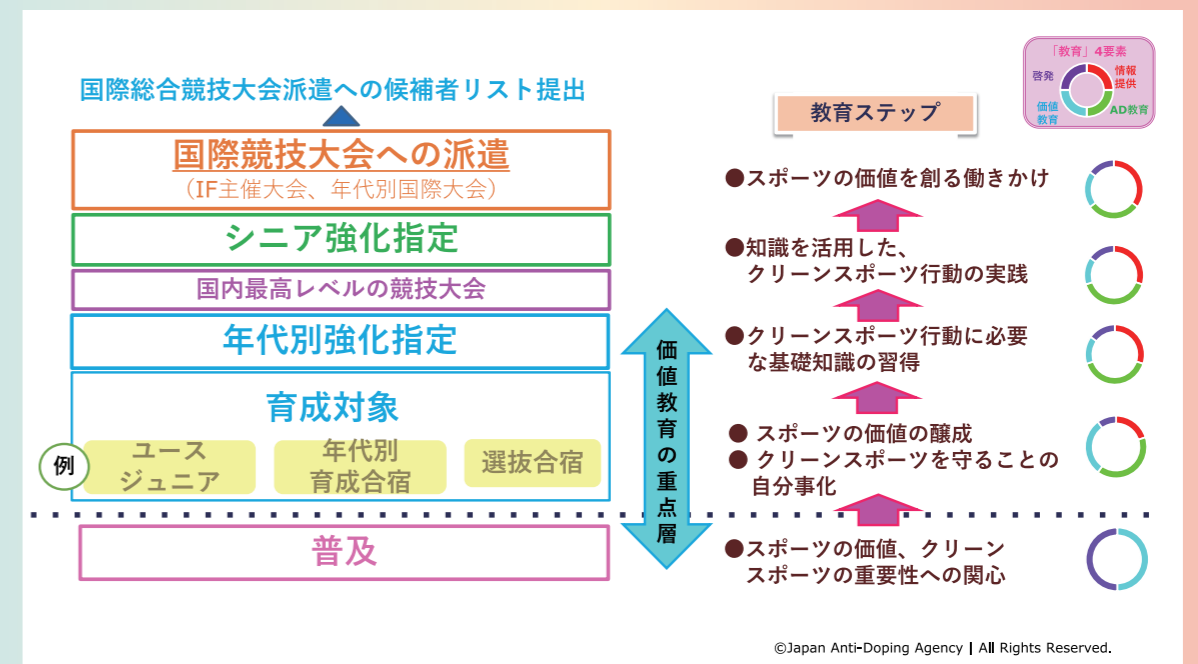 「教育」4要素
啓発
情報
提供
価値
教育
AD教育
国際総合競技大会派遣への候補者リスト提出
教育ステップ
国際競技大会への派遣
（IF主催大会、年代別国際大会）
●スポーツの価値を創る働きかけ
シニア強化指定
●知識を活用した、
クリーンスポーツ行動の実践
国内最高レベルの競技大会
年代別強化指定
●クリーンスポーツ行動に必要
な基礎知識の習得
価値教育の重点層
育成対象
例
ユース
ジュニア
年代別
育成合宿
選抜合宿
● スポーツの価値の醸成
● クリーンスポーツを守ることの
自分事化
普及
●スポーツの価値、クリーン
スポーツの重要性への関心
©Japan Anti-Doping Agency | All Rights Reserved.